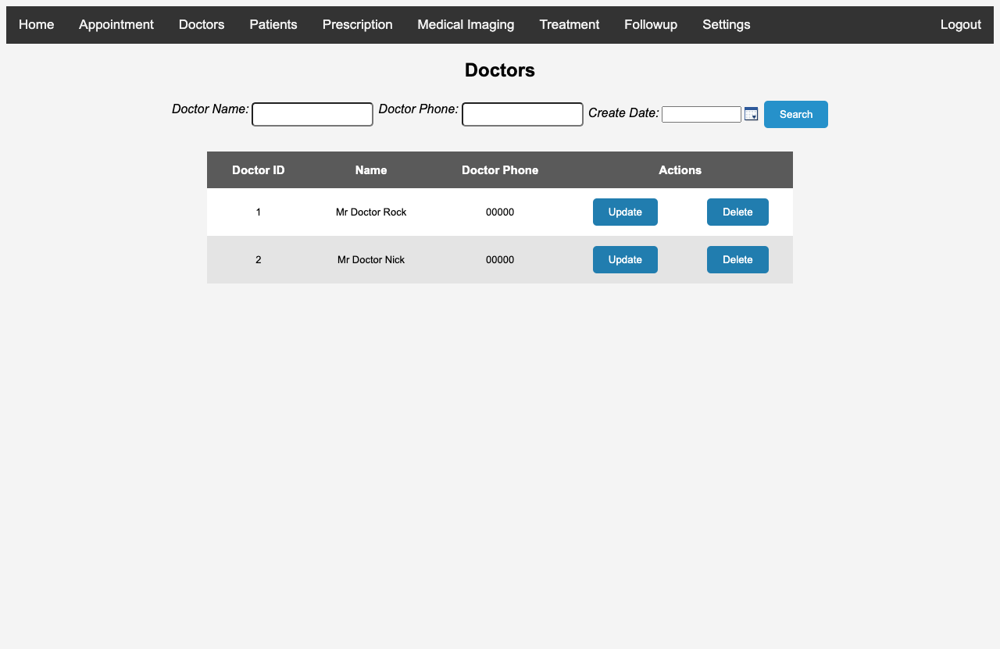 Home Appointment Doctors Patients Prescription Medical Imaging Treatment Followup Settings Logout
Doctors
Doctor Name: Doctor Phone: Create Date: Search
Doctor ID Name Doctor Phone Actions
1 Mr Doctor Rock 00000 Update Delete
2 Mr Doctor Nick 00000 Update Delete